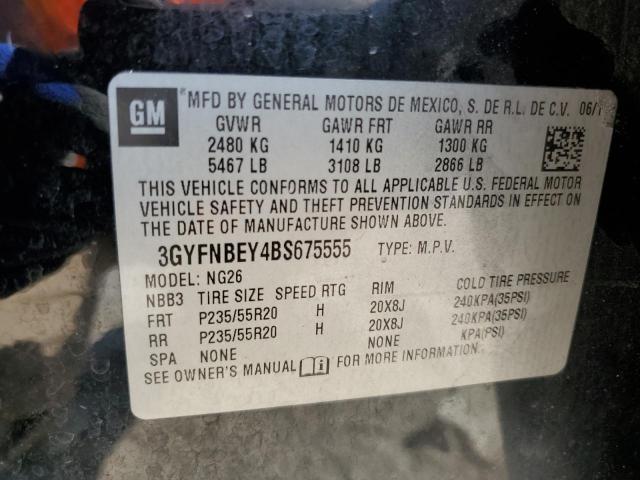 GM MFD BY GENERAL MOTORS DE MEXICO, S. DE R.L. DE C.V. 06/1
GVWR GAWR FRT GAWR RR
2480 KG 1410 KG 1300 KG
5467 LB 3108 LB 2866 LB
THIS VEHICLE CONFORMS TO ALL APPLICABLE U.S. FEDERAL MOTOR
VEHICLE SAFETY AND THEFT PREVENTION STANDARDS IN EFFECT ON
THE DATE OF MANUFACTURE SHOWN ABOVE.
3GYFNBEY4BS675555 TYPE: M.P.V.
MODEL: NG26
NBB3 TIRE SIZE SPEED RTG RIM COLD TIRE PRESSURE
FRT P235/55R20 H 20X8J 240KPA(35PSI)
RR P235/55R20 H 20X8J 240KPA(35PSI)
SPA NONE NONE KPA(PSI)
SEE OWNER'S MANUAL FOR MORE INFORMATION.